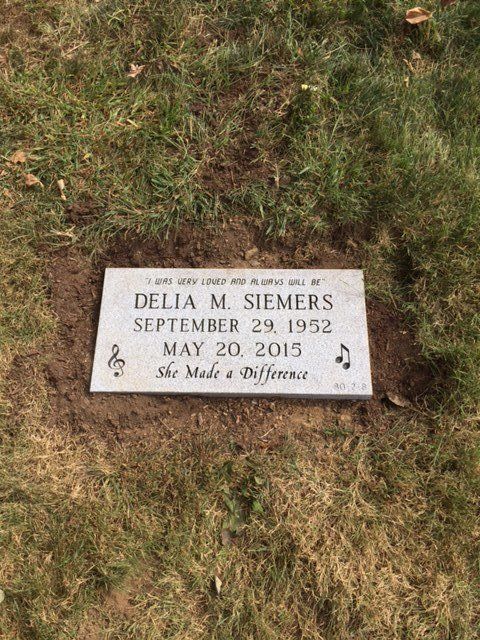 "I WAS VERY LOVED AND ALWAYS WILL BE"
DELIA M. SIEMERS
SEPTEMBER 29, 1952
MAY 20, 2015
She Made a Difference